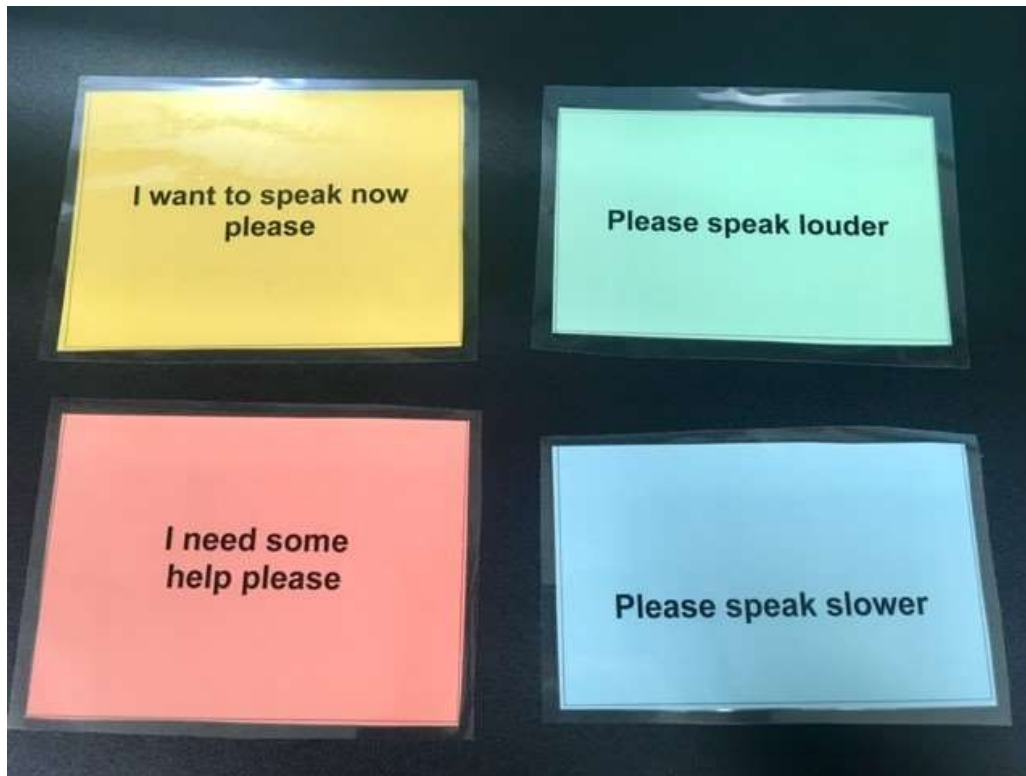 I want to speak now
please
Please speak louder
I need some
help please
Please speak slower